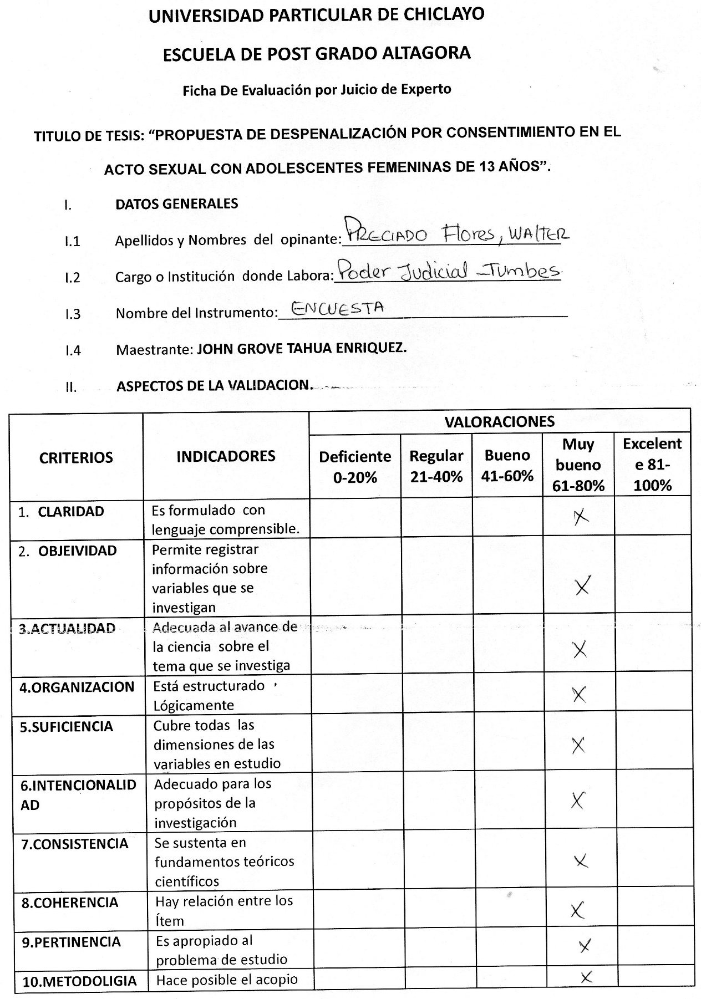 UNIVERSIDAD PARTICULAR DE CHICLAYO
ESCUELA DE POST GRADO ALTAGORA
Ficha De Evaluación por Juicio de Experto
TITULO DE TESIS: “PROPUESTA DE DESPENALIZACIÓN POR CONSENTIMIENTO EN EL
ACTO SEXUAL CON ADOLESCENTES FEMENINAS DE 13 AÑOS”.
I. DATOS GENERALES
I.1 Apellidos y Nombres del opinante: PRECIADO Flores, WALTER
I.2 Cargo o Institución donde Labora: Poder Judicial - Tumbes.
I.3 Nombre del Instrumento: ENCUESTA
I.4 Maestrante: JOHN GROVE TAHUA ENRIQUEZ.
II. ASPECTOS DE LA VALIDACION.
CRITERIOS
INDICADORES
VALORACIONES
Deficiente
0-20%
Regular
21-40%
Bueno
41-60%
Muy
bueno
61-80%
Excelent
e 81-
100%
1. CLARIDAD
Es formulado con
lenguaje comprensible.
X
2. OBJEIVIDAD
Permite registrar
información sobre
variables que se
investigan
X
3.ACTUALIDAD
Adecuada al avance de
la ciencia sobre el
tema que se investiga
X
4.ORGANIZACION
Está estructurado
Lógicamente
X
5.SUFICIENCIA
Cubre todas las
dimensiones de las
variables en estudio
X
6.INTENCIONALID
AD
Adecuado para los
propósitos de la
investigación
X
7.CONSISTENCIA
Se sustenta en
fundamentos teóricos
científicos
X
8.COHERENCIA
Hay relación entre los
Ítem
X
9.PERTINENCIA
Es apropiado al
problema de estudio
X
10.METODOLIGIA
Hace posible el acopio
X